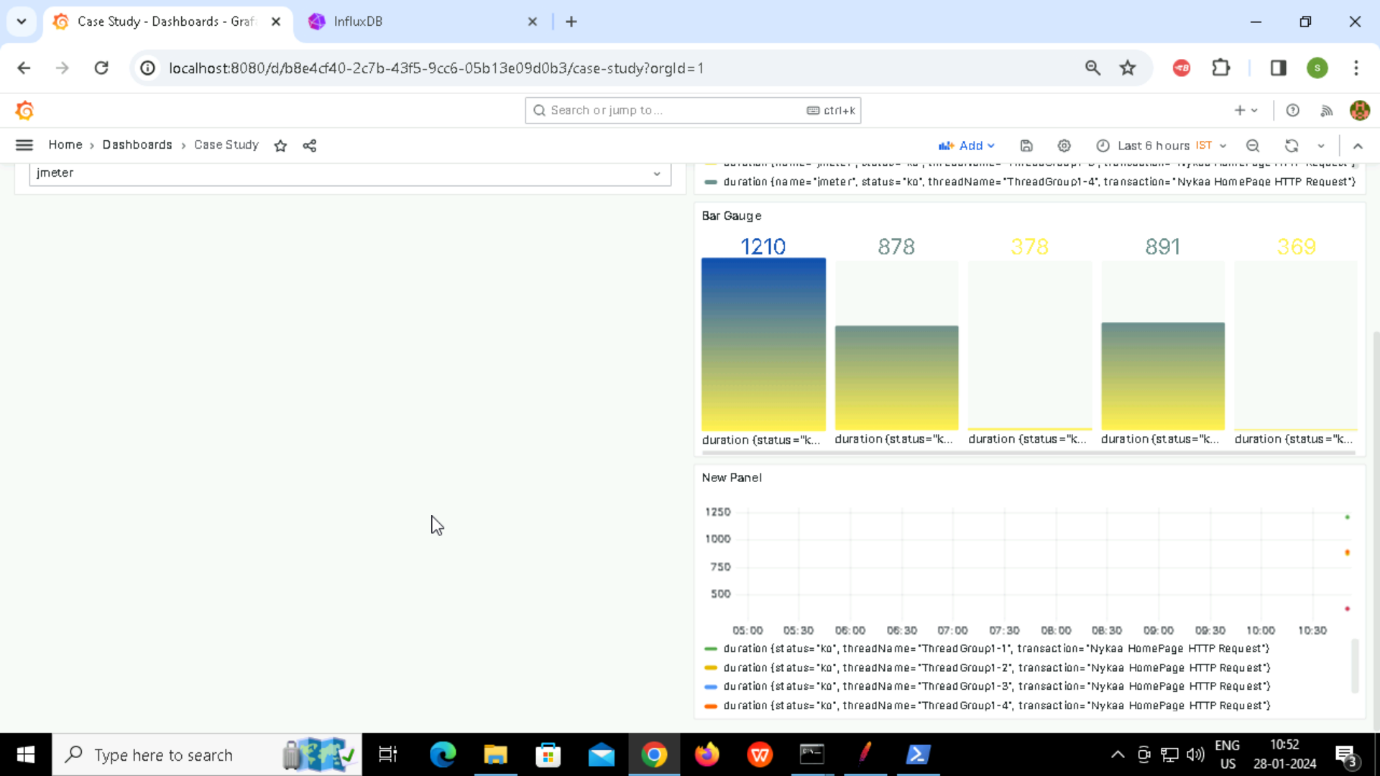 Case Study - Dashboards - Graf
InfluxDB
localhost:8080/d/b8e4cf40-2c7b-43f5-9cc6-05b13e09d0b3/case-study?orgId=1
S
Search or jump to...
ctrl+k
Home › Dashboards › Case Study
Add
Last 6 hours IST
jmeter
duration {name="jmeter", status="ko", threadName="ThreadGroup1-4", transaction="Nykaa HomePage HTTP Request"}
Bar Gauge
1210 878 378 891 369
duration {status="k... duration {status="k... duration {status="k... duration {status="k... duration {status="k...
New Panel
1250
1000
750
500
05:00 05:30 06:00 06:30 07:00 07:30 08:00 08:30 09:00 09:30 10:00 10:30
duration {status="ko", threadName="ThreadGroup1-1", transaction="Nykaa HomePage HTTP Request"}
duration {status="ko", threadName="ThreadGroup1-2", transaction="Nykaa HomePage HTTP Request"}
duration {status="ko", threadName="ThreadGroup1-3", transaction="Nykaa HomePage HTTP Request"}
duration {status="ko", threadName="ThreadGroup1-4", transaction="Nykaa HomePage HTTP Request"}
Type here to search
ENG
US
10:52
28-01-2024
3